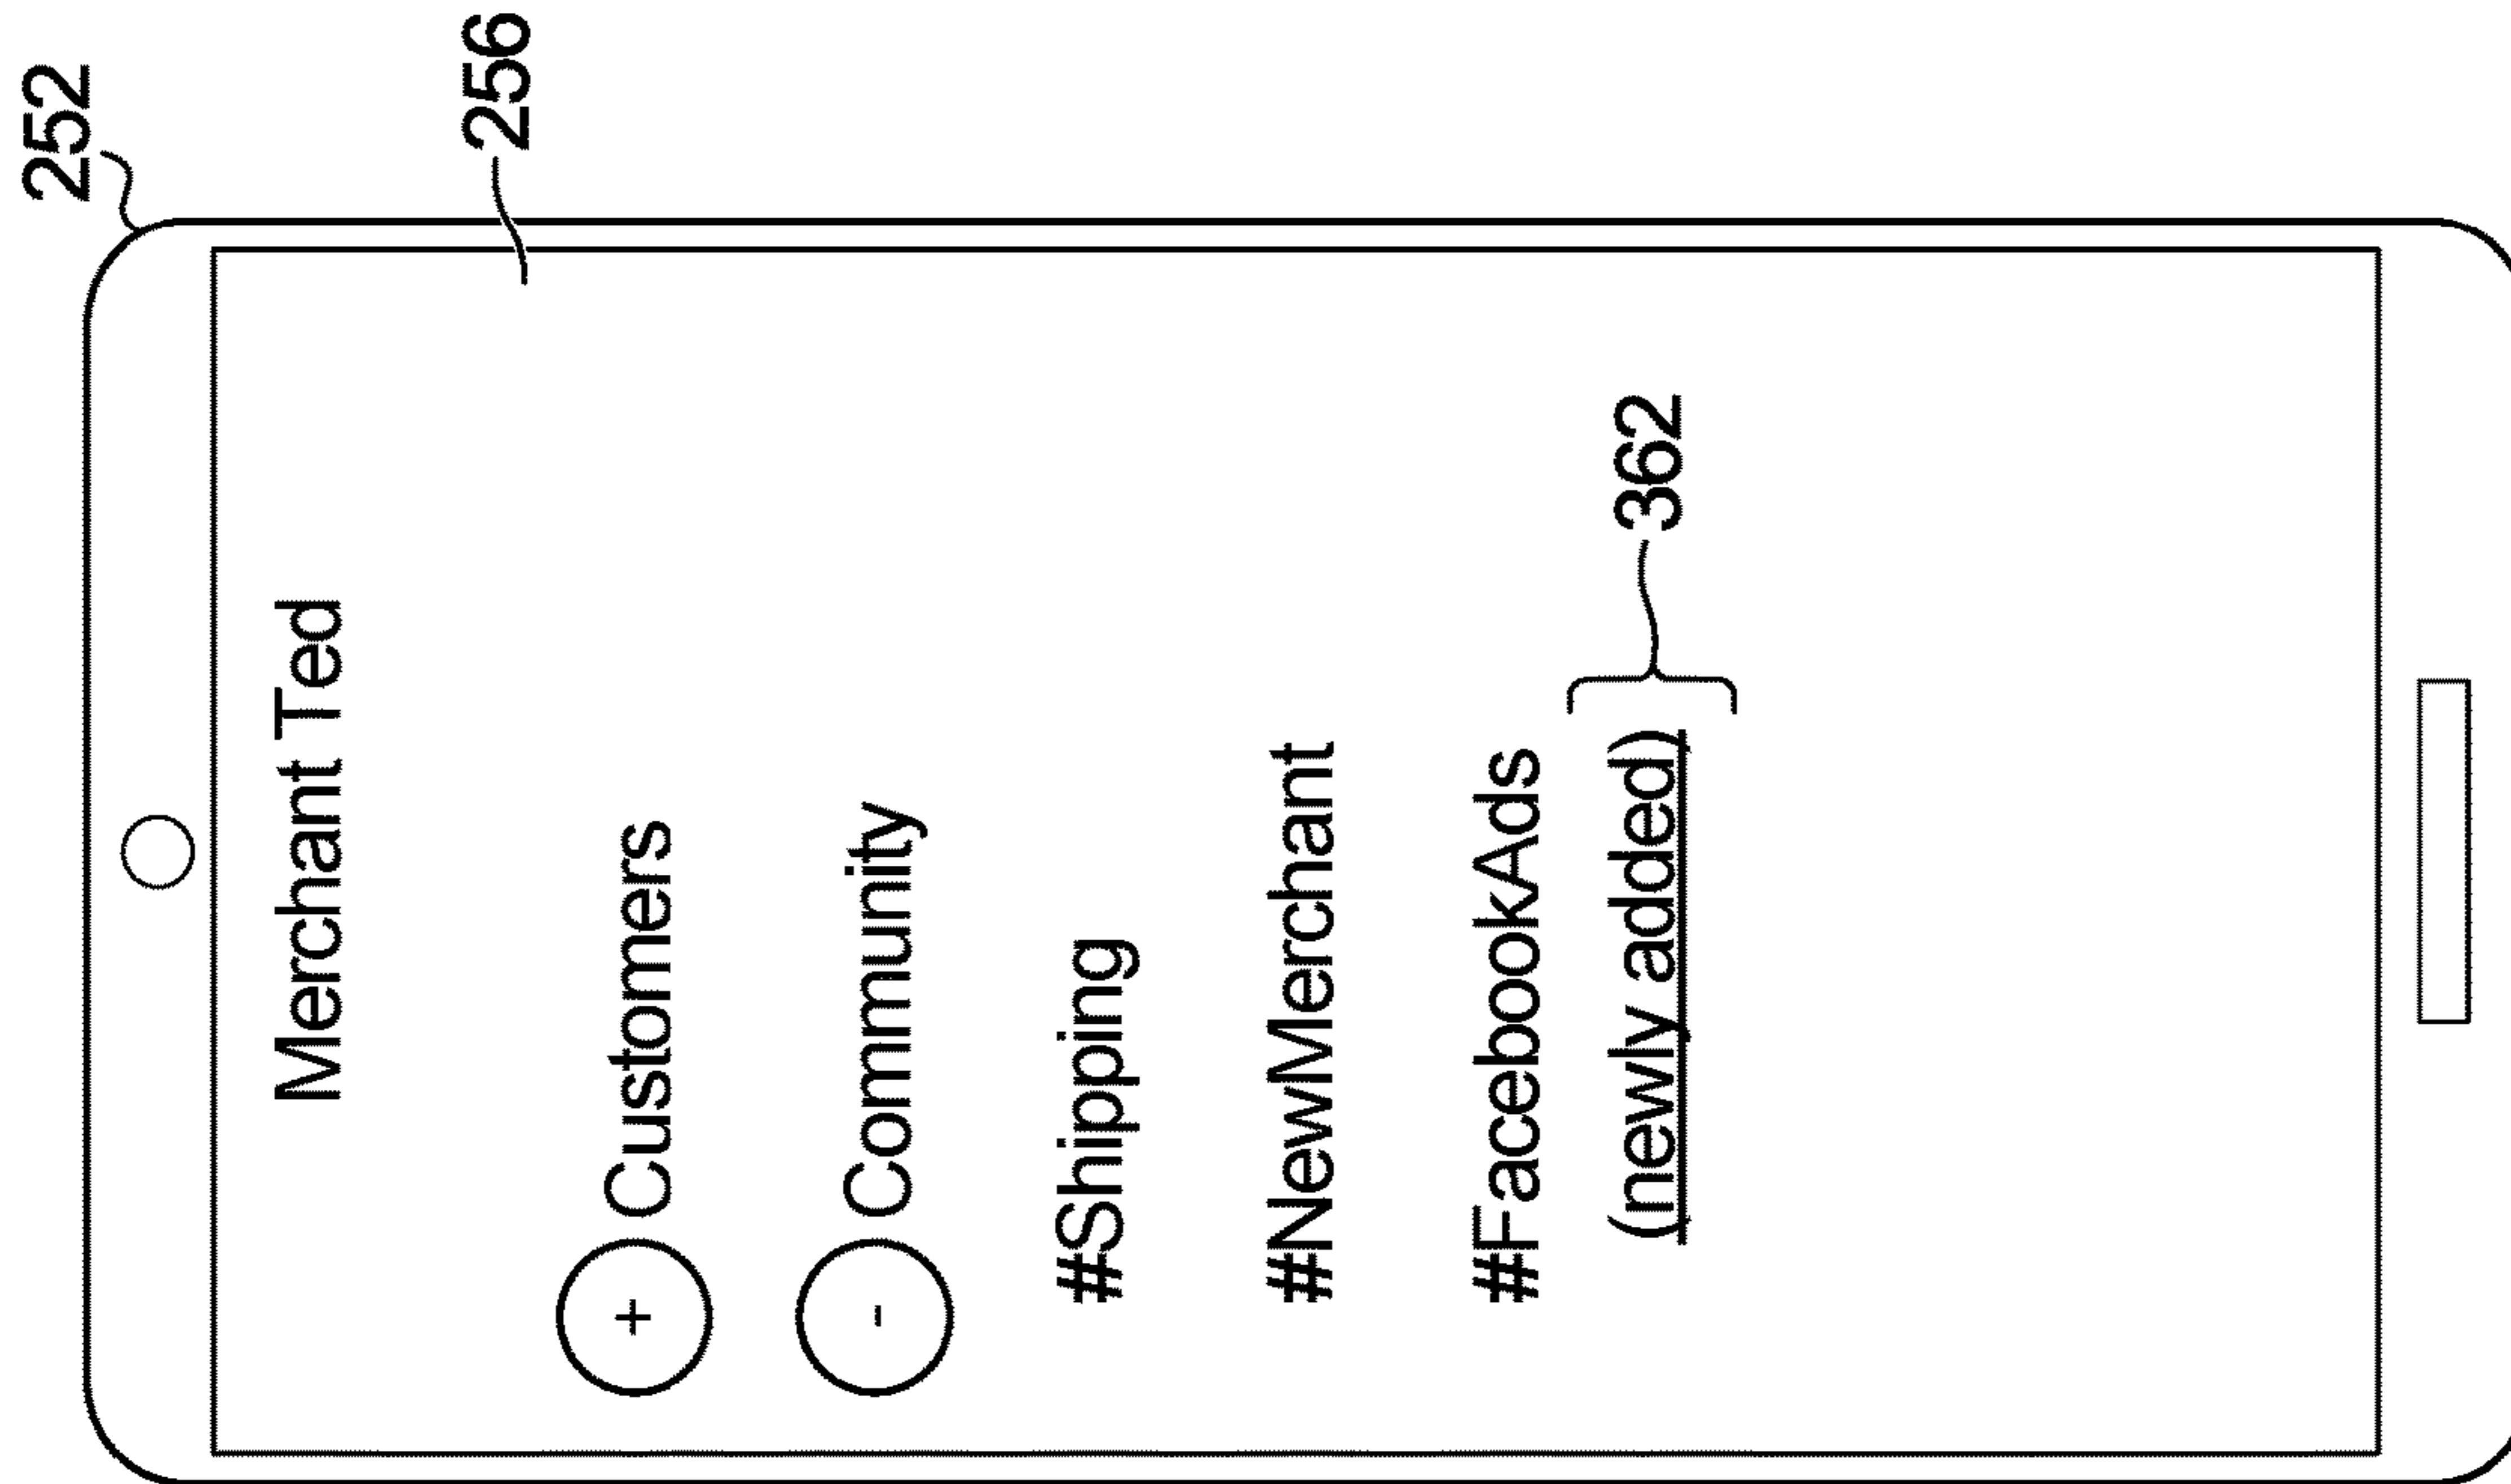 252
256
Merchant Ted
+ Customers
- Community
#Shipping
#NewMerchant
#FacebookAds
(newly added)
362